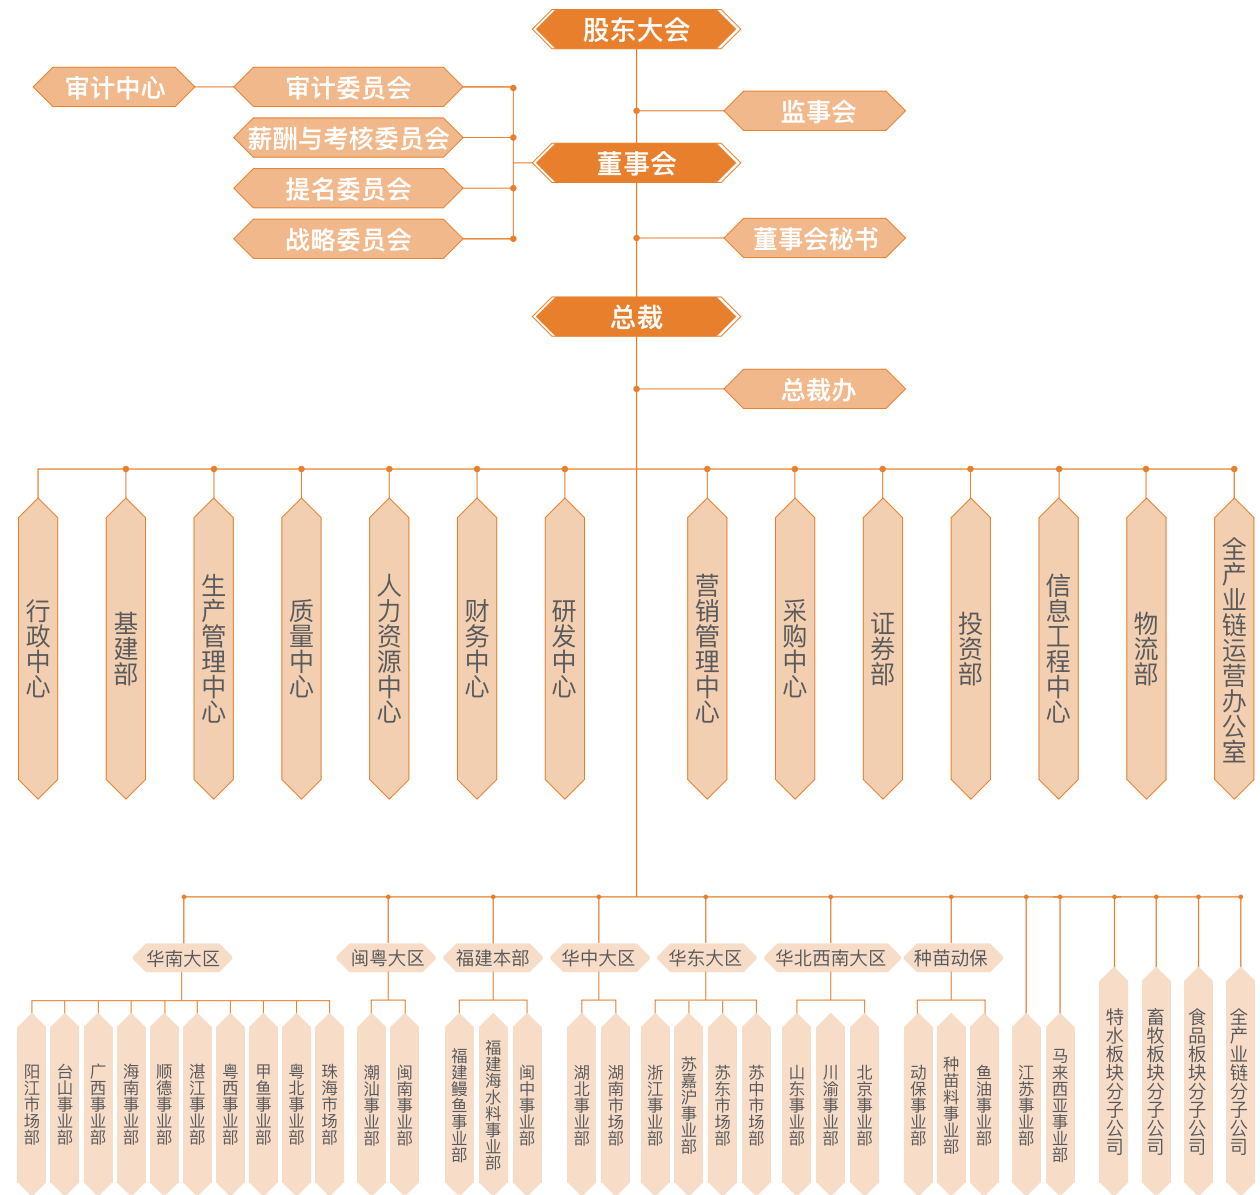 股东大会
审计中心
审计委员会
监事会
薪酬与考核委员会
董事会
提名委员会
战略委员会
董事会秘书
总裁
总裁办
行政中心
基建部
生产管理中心
质量中心
人力资源中心
财务中心
研发中心
营销管理中心
采购中心
证券部
投资部
信息工程中心
物流部
全产业链运营办公室
华南大区
闽粤大区
福建本部
华中大区
华东大区
华北西南大区
种苗动保
阳江市场部
台山事业部
广西事业部
海南事业部
顺德事业部
湛江事业部
粤西事业部
甲鱼事业部
粤北事业部
珠海市场部
潮汕事业部
闽南事业部
福建鳗鱼事业部
福建海水料事业部
闽中事业部
湖北事业部
湖南市场部
浙江事业部
苏嘉沪事业部
苏东市场部
苏中市场部
山东事业部
川渝事业部
北京事业部
动保事业部
种苗料事业部
鱼油事业部
江苏事业部
马来西亚事业部
特水板块分子公司
畜牧板块分子公司
食品板块分子公司
全产业链分子公司